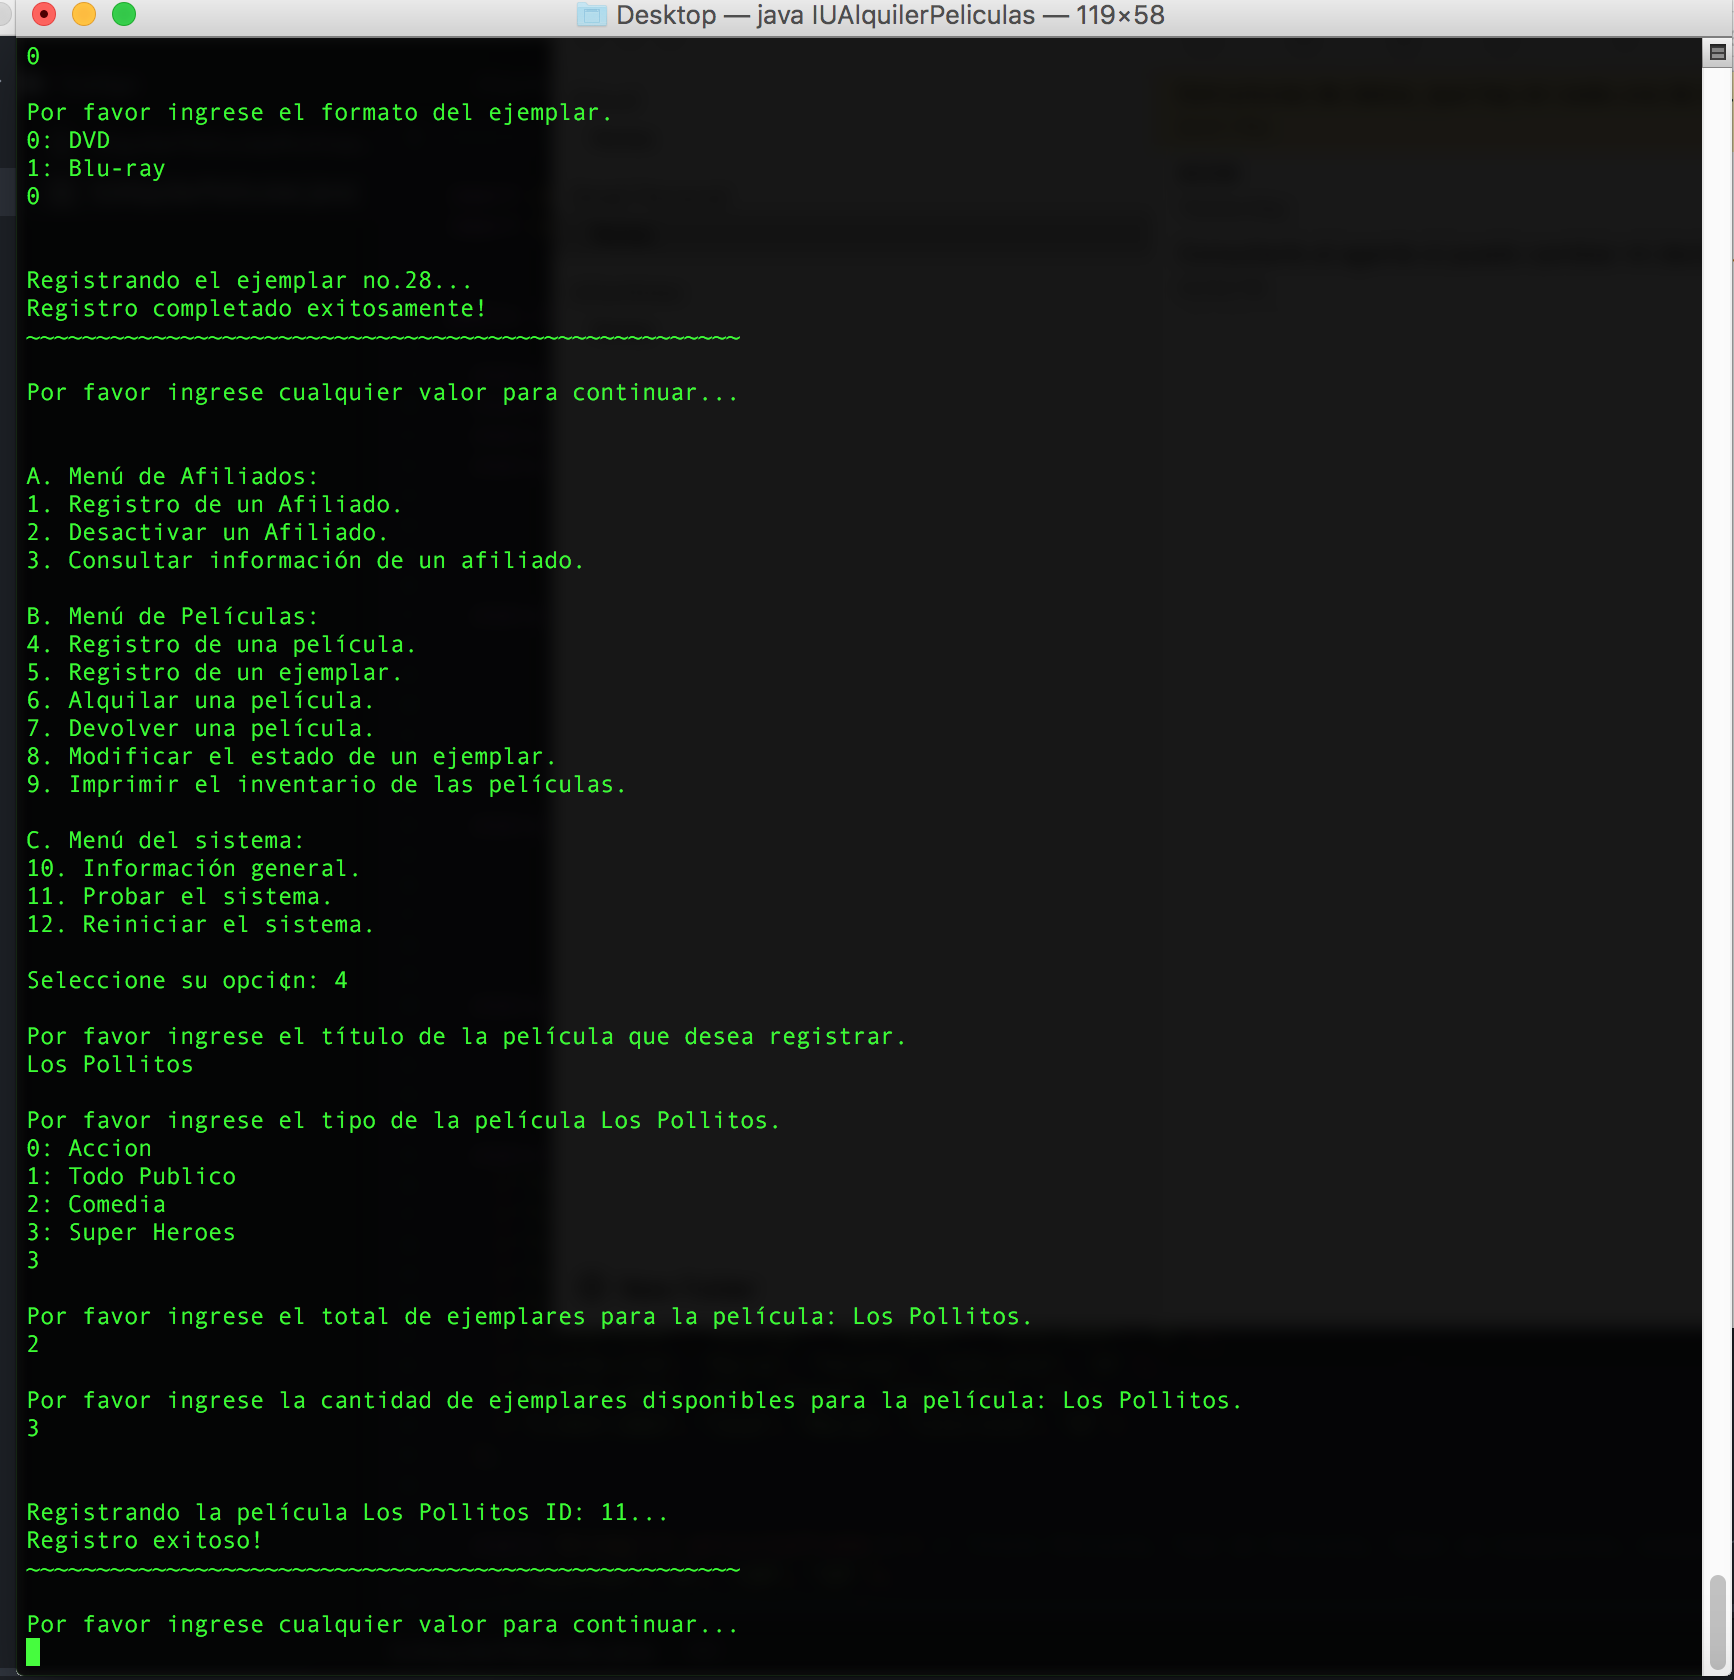 Desktop — java IUAlquilerPeliculas — 119×58
0
Por favor ingrese el formato del ejemplar.
0: DVD
1: Blu-ray
0
Registrando el ejemplar no.28...
Registro completado exitosamente!
~~~~~~~~~~~~~~~~~~~~~~~~~~~~~~~~~~~~~~~~~~~~~~~~~~~
Por favor ingrese cualquier valor para continuar...
A. Menú de Afiliados:
1. Registro de un Afiliado.
2. Desactivar un Afiliado.
3. Consultar información de un afiliado.
B. Menú de Películas:
4. Registro de una película.
5. Registro de un ejemplar.
6. Alquilar una película.
7. Devolver una película.
8. Modificar el estado de un ejemplar.
9. Imprimir el inventario de las películas.
C. Menú del sistema:
10. Información general.
11. Probar el sistema.
12. Reiniciar el sistema.
Seleccione su opci¢n: 4
Por favor ingrese el título de la película que desea registrar.
Los Pollitos
Por favor ingrese el tipo de la película Los Pollitos.
0: Accion
1: Todo Publico
2: Comedia
3: Super Heroes
3
Por favor ingrese el total de ejemplares para la película: Los Pollitos.
2
Por favor ingrese la cantidad de ejemplares disponibles para la película: Los Pollitos.
3
Registrando la película Los Pollitos ID: 11...
Registro exitoso!
~~~~~~~~~~~~~~~~~~~~~~~~~~~~~~~~~~~~~~~~~~~~~~~~~~~
Por favor ingrese cualquier valor para continuar...